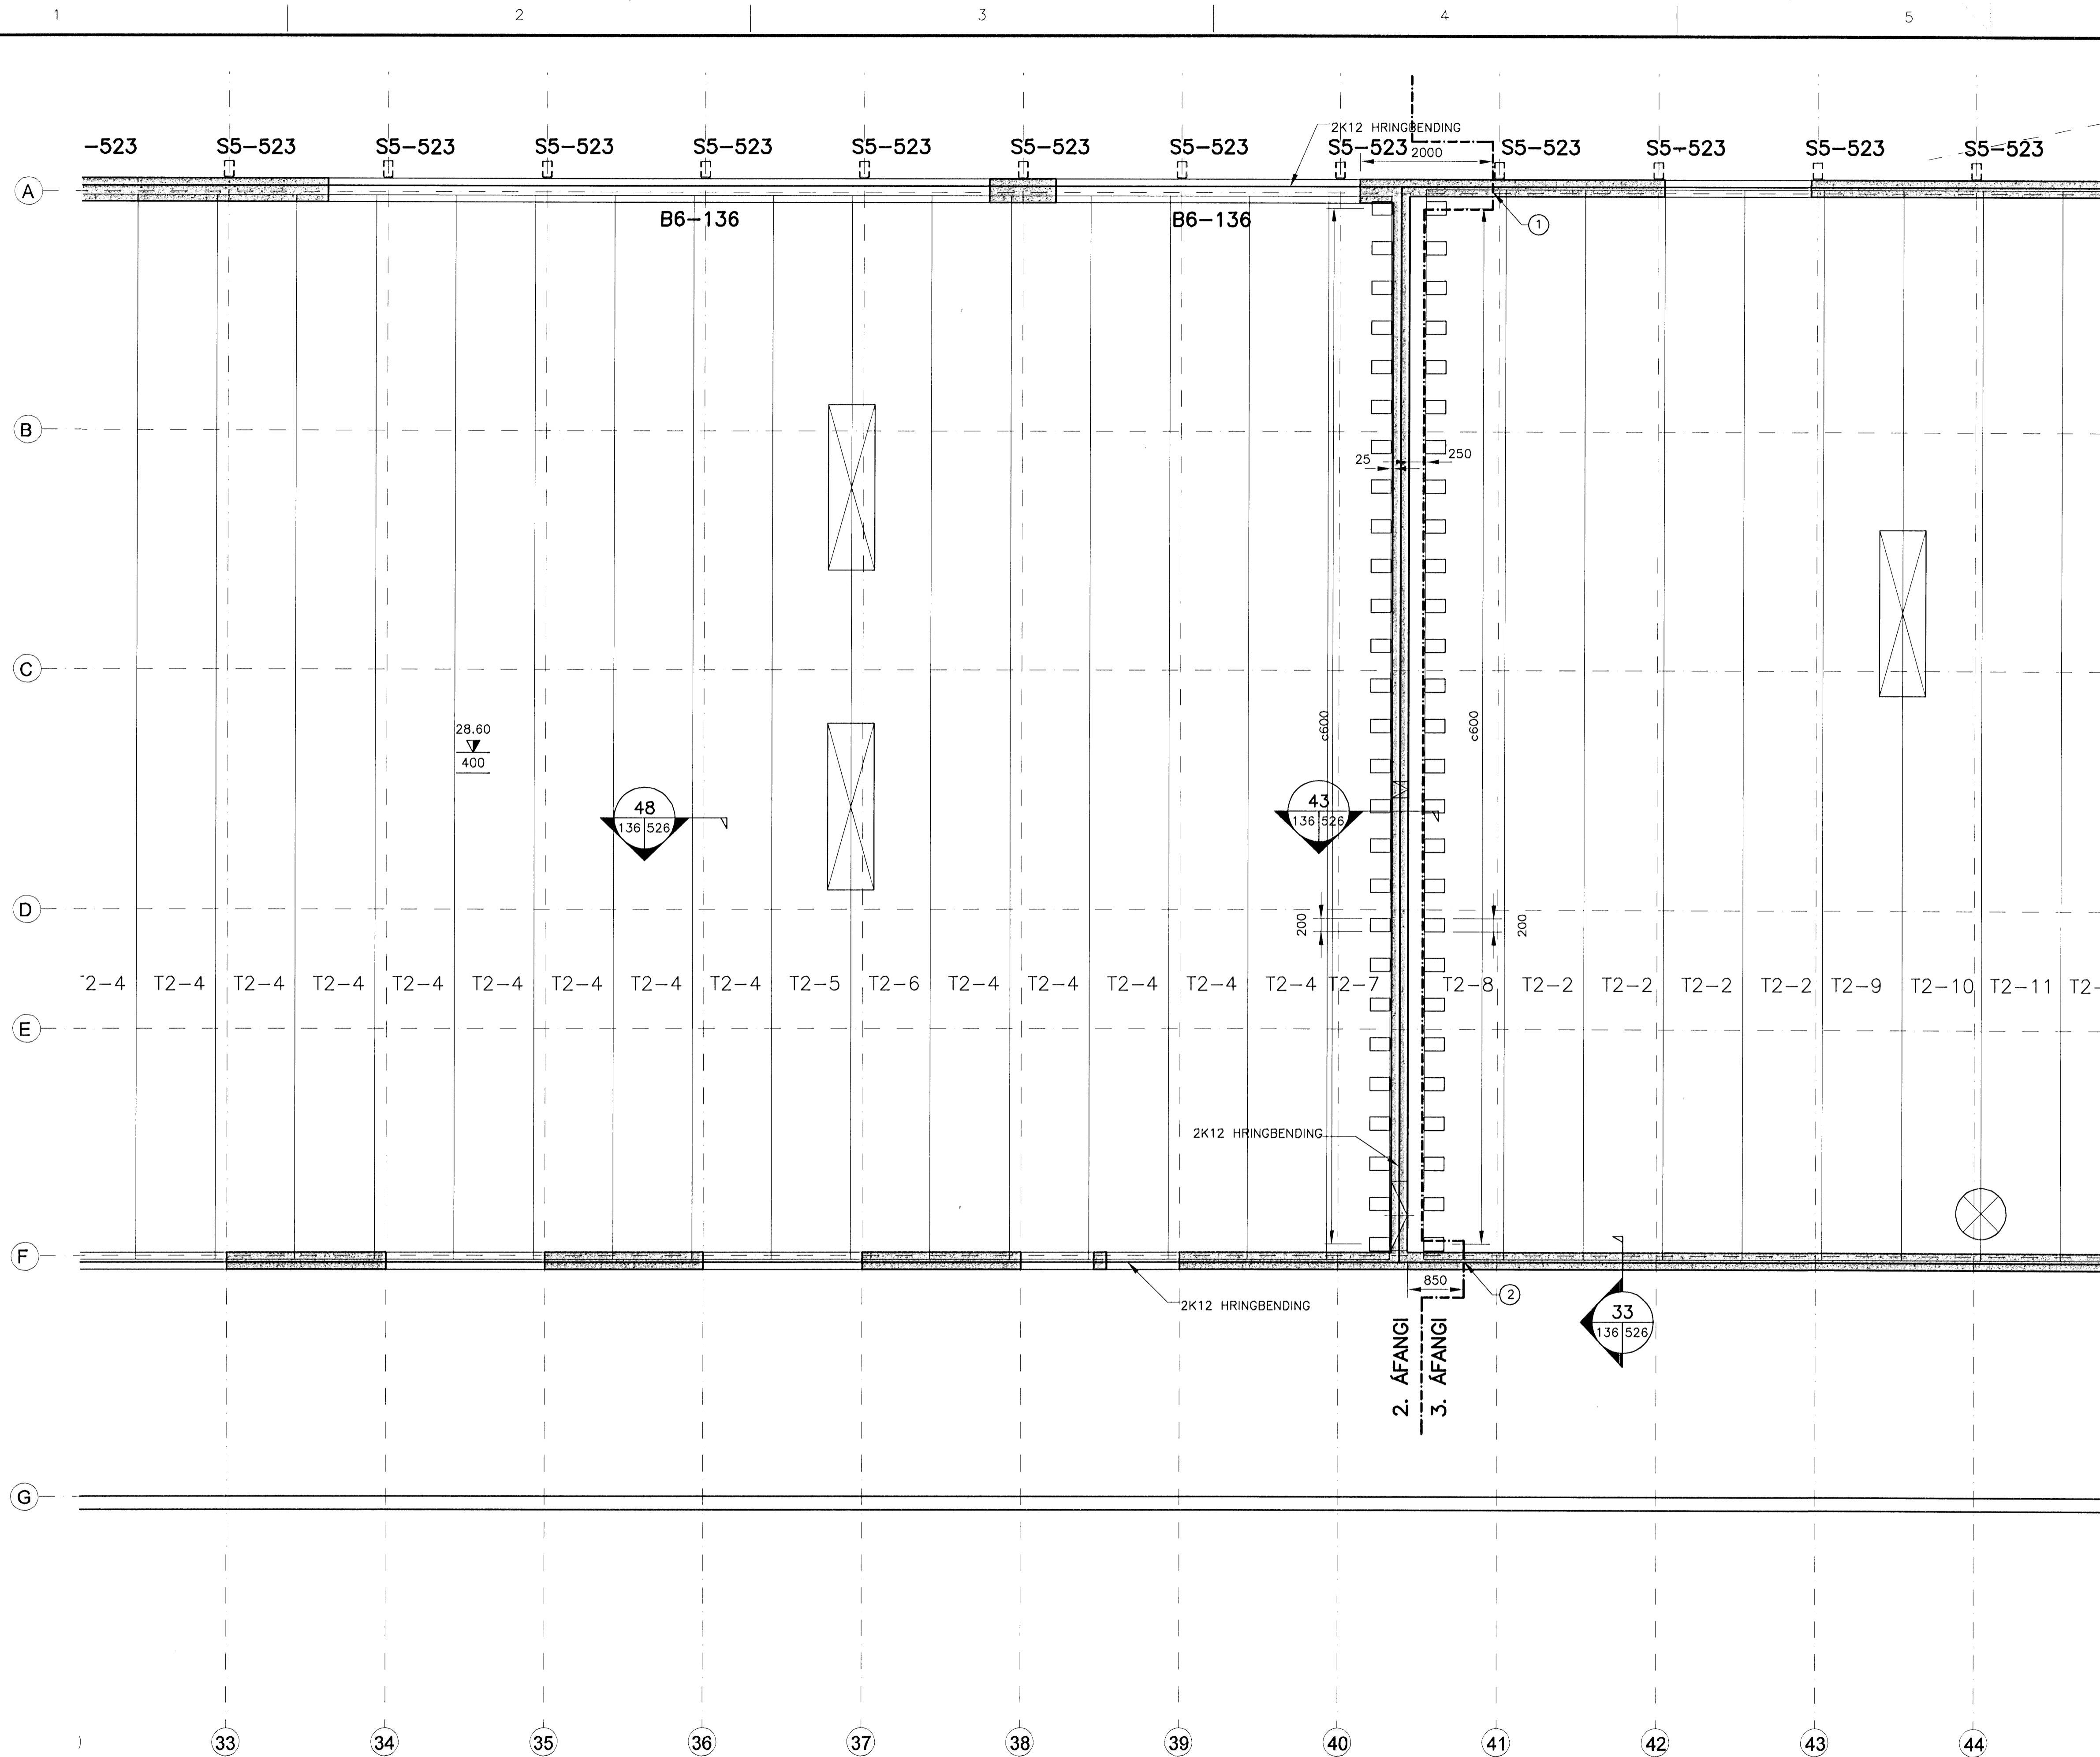 1 2 3 4 5
2K12 HRINGBENDING
-523 S5-523 S5-523 S5-523 S5-523 S5-523 S5-523 S5-523 S5-523 S5-523 S5-523 S5-523 S5-523
2000
A
B6-136 B6-136
1
B
25 250
C
c600 c600
28.60
400
48
136 526
43
136 526
D
200 200
T2-4 T2-4 T2-4 T2-4 T2-4 T2-4 T2-4 T2-4 T2-5 T2-6 T2-4 T2-4 T2-4 T2-4 T2-4 T2-7 T2-8 T2-2 T2-2 T2-2 T2-2 T2-9 T2-10 T2-11 T2-
E
2K12 HRINGBENDING
F
850
2
2K12 HRINGBENDING
33
136 526
2. ÁFANGI
3. ÁFANGI
G
33 34 35 36 37 38 39 40 41 42 43 44